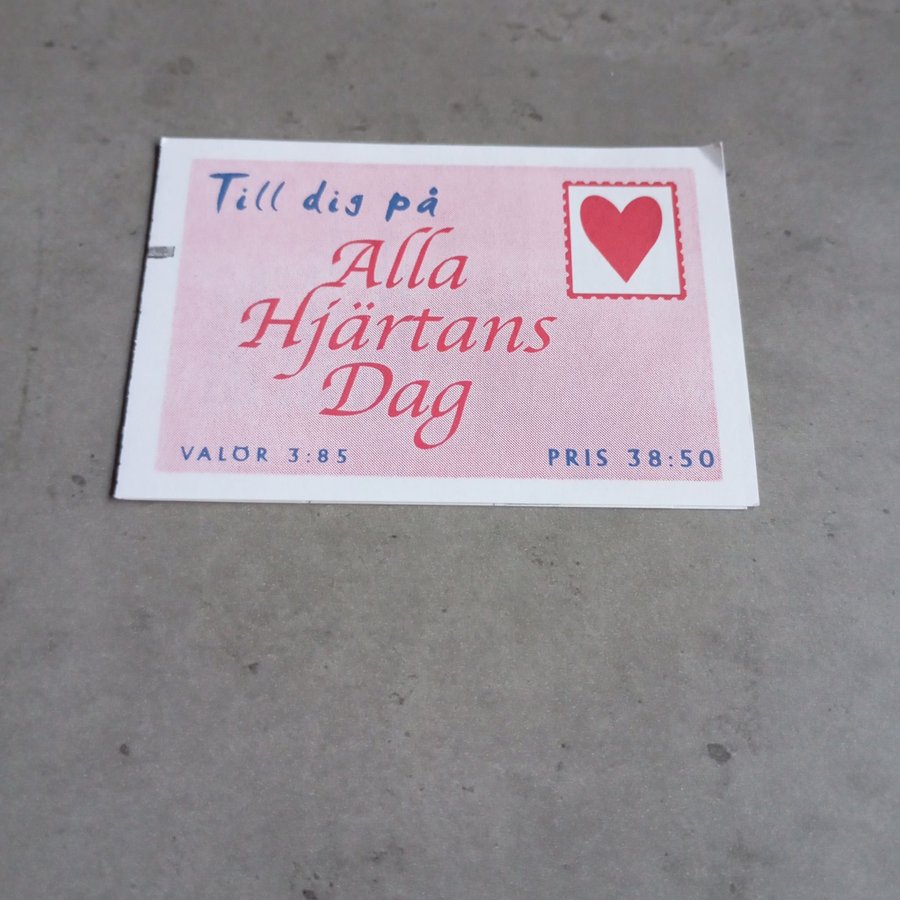 Till dig på
Alla
Hjärtans
Dag
VALÖR 3:85
PRIS 38:50